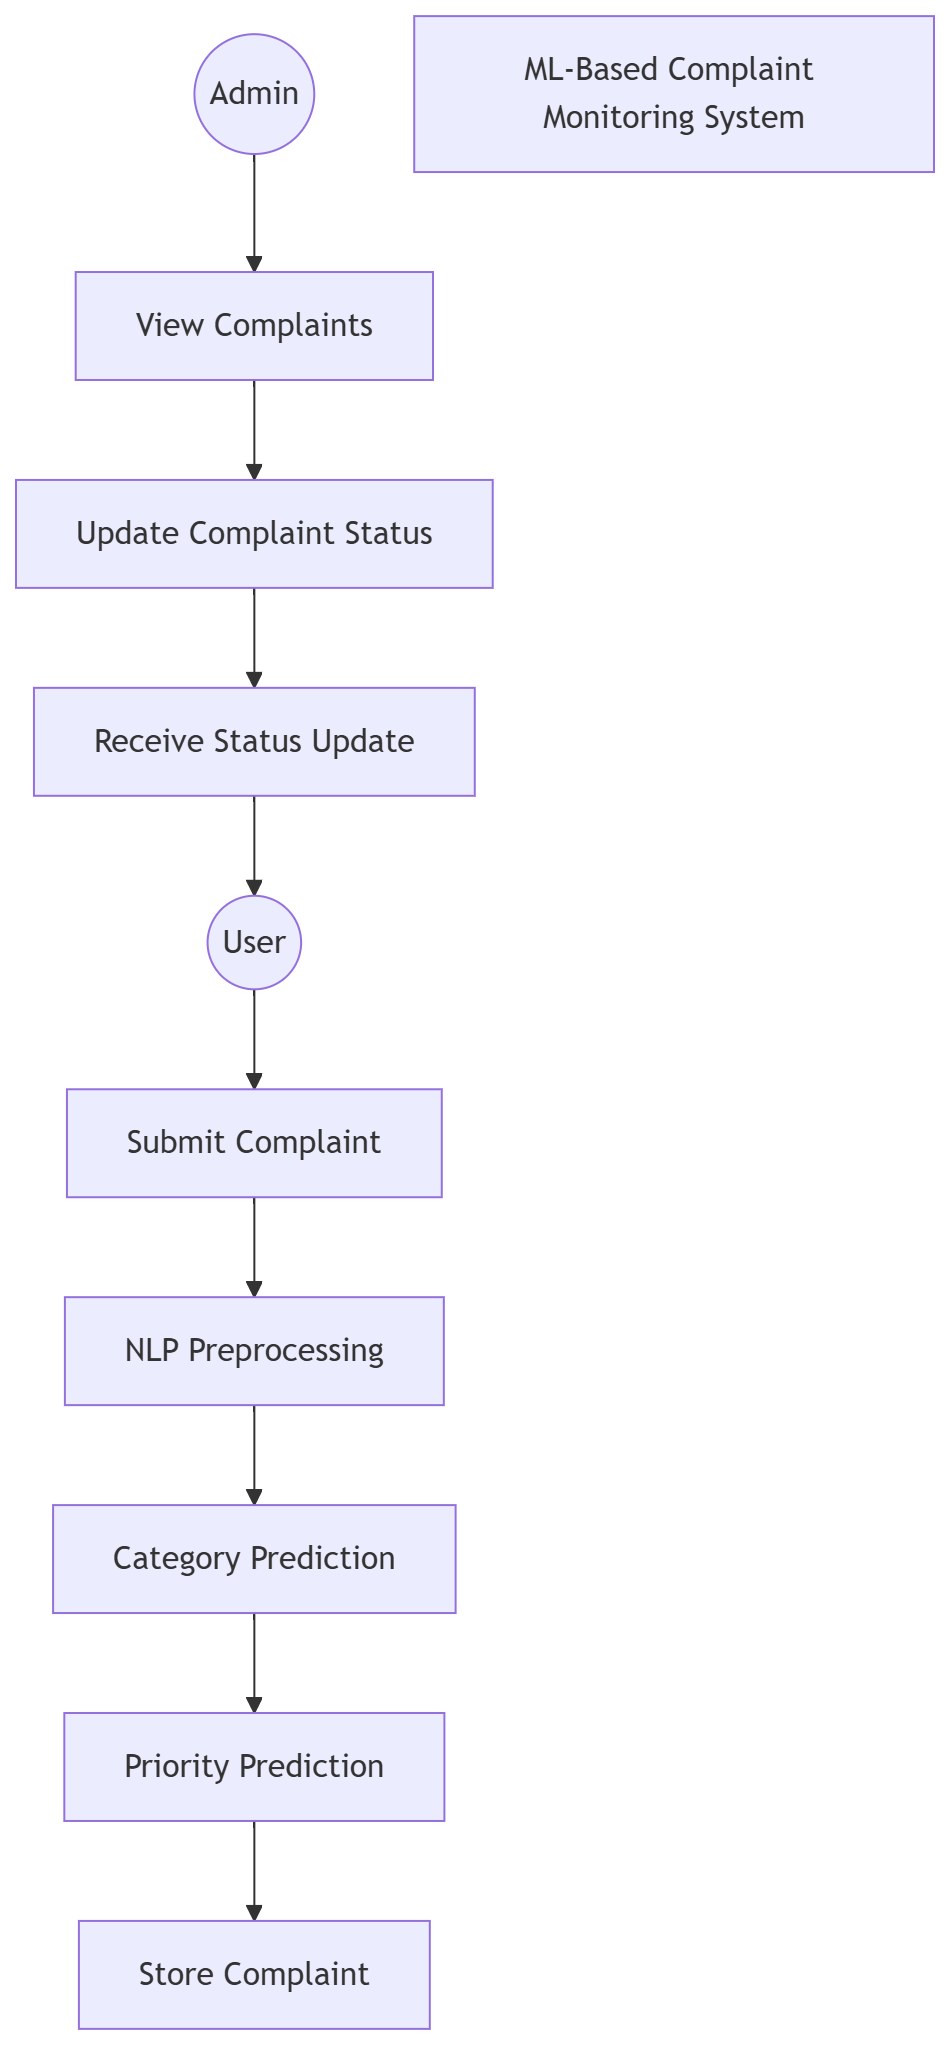 Admin
ML-Based Complaint
Monitoring System
View Complaints
Update Complaint Status
Receive Status Update
User
Submit Complaint
NLP Preprocessing
Category Prediction
Priority Prediction
Store Complaint